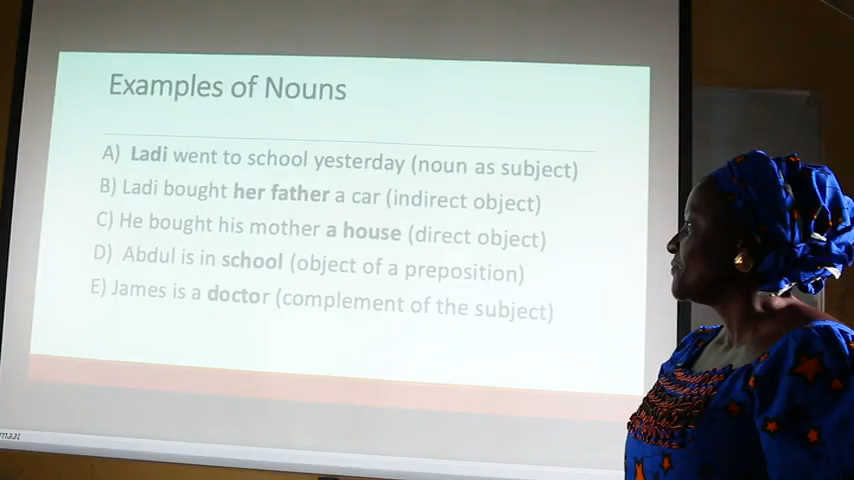 Examples of Nouns
A) Ladi went to school yesterday (noun as subject)
B) Ladi bought her father a car (indirect object)
C) He bought his mother a house (direct object)
D) Abdul is in school (object of a preposition)
E) James is a doctor (complement of the subject)